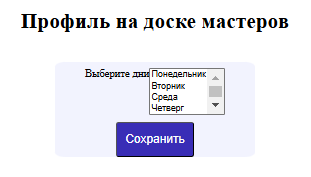 Профиль на доске мастеров
Выберите дни
Понедельник
Вторник
Среда
Четверг
Сохранить